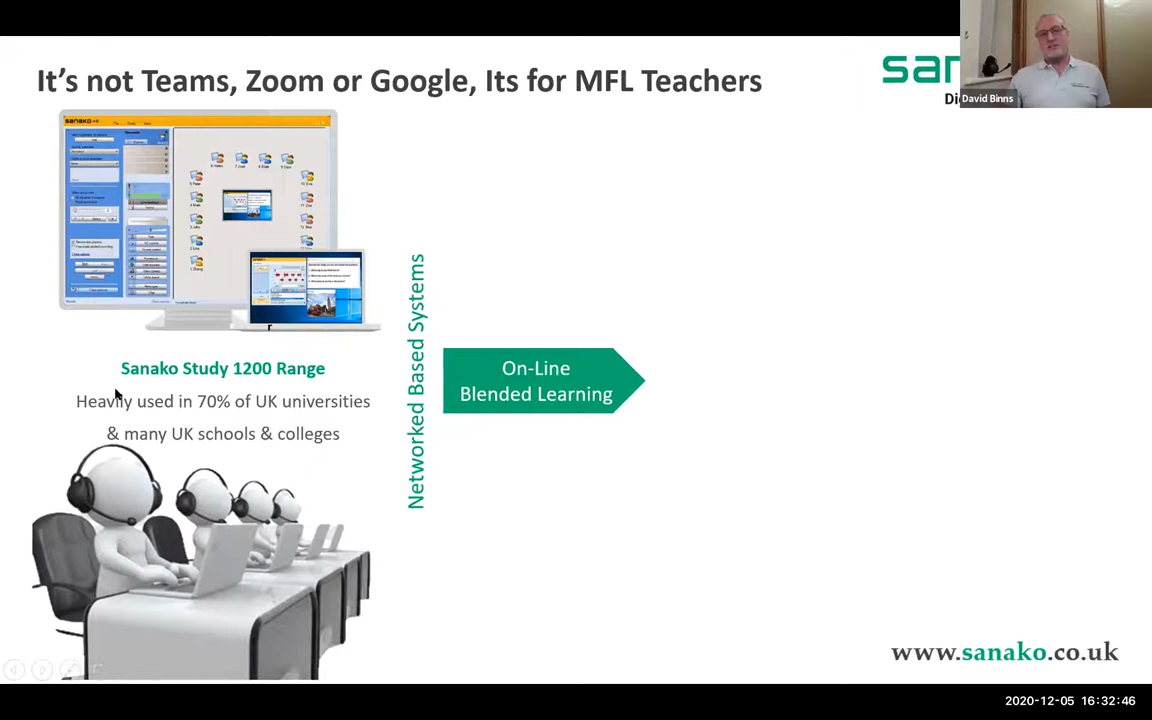 It's not Teams, Zoom or Google, Its for MFL Teachers
David Binns
sanako
Sanako Study 1200 Range
Heavily used in 70% of UK universities
& many UK schools & colleges
Networked Based Systems
On-Line
Blended Learning
r
www.sanako.co.uk
2020-12-05 16:32:46